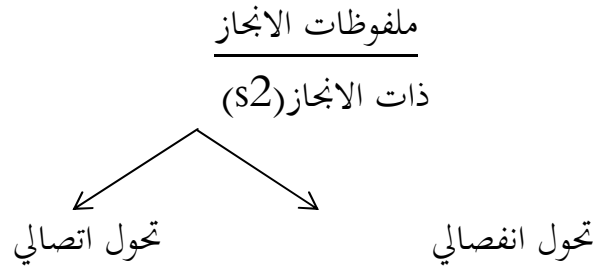 ملفوظات الانجاز
ذات الانجاز(s2)
تحول انفصالي
تحول اتصالي